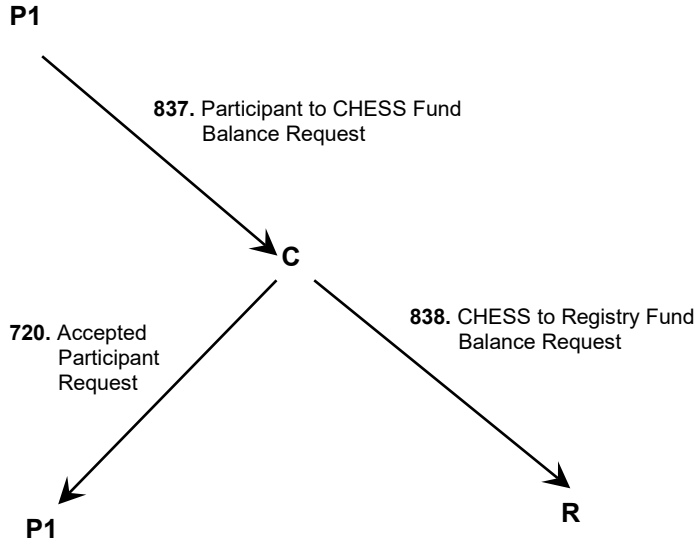 P1
837. Participant to CHESS Fund
Balance Request
C
720. Accepted
Participant
Request
838. CHESS to Registry Fund
Balance Request
P1
R